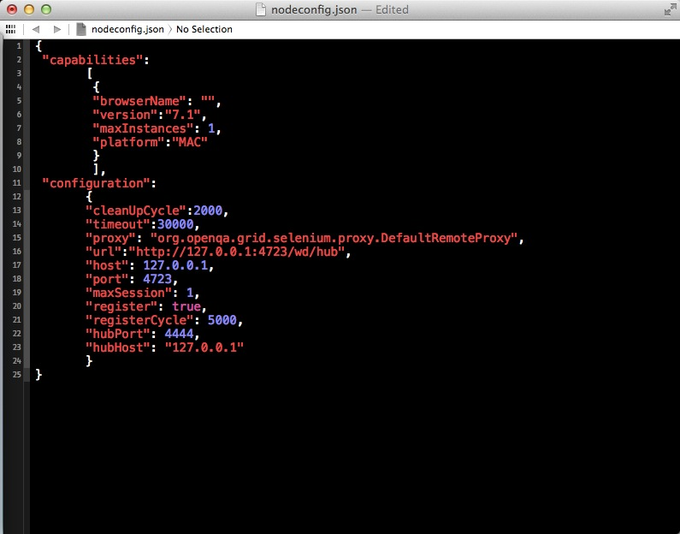 nodeconfig.json — Edited
nodeconfig.json No Selection
1 {
2 "capabilities":
3 [
4 {
5 "browserName": "",
6 "version":"7.1",
7 "maxInstances": 1,
8 "platform":"MAC"
9 }
10 ],
11 "configuration":
12 {
13 "cleanUpCycle":2000,
14 "timeout":30000,
15 "proxy": "org.openqa.grid.selenium.proxy.DefaultRemoteProxy",
16 "url":"http://127.0.0.1:4723/wd/hub",
17 "host": 127.0.0.1,
18 "port": 4723,
19 "maxSession": 1,
20 "register": true,
21 "registerCycle": 5000,
22 "hubPort": 4444,
23 "hubHost": "127.0.0.1"
24 }
25 }